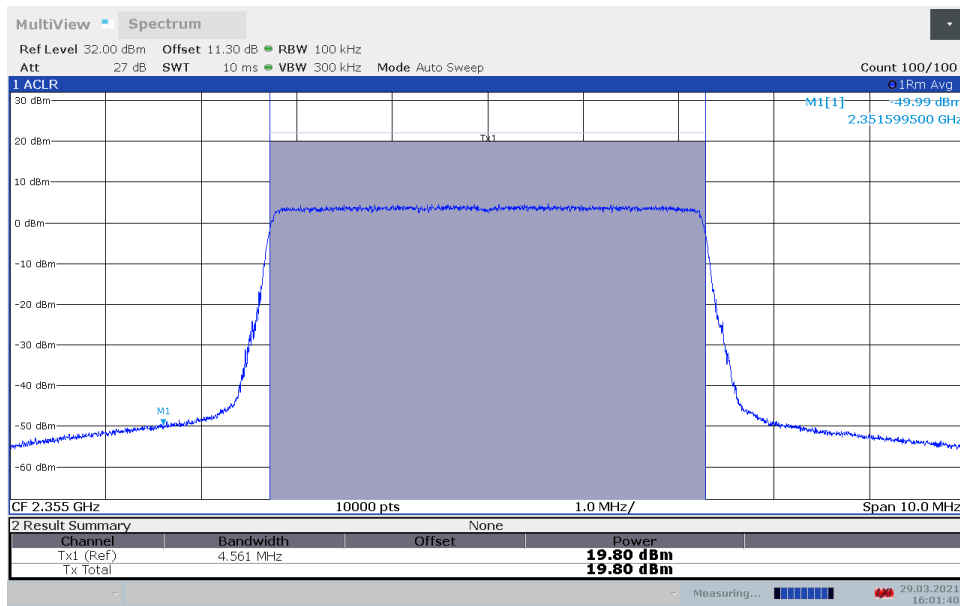 MultiView Spectrum
Ref Level 32.00 dBm Offset 11.30 dB RBW 100 kHz
Att 27 dB SWT 10 ms VBW 300 kHz Mode Auto Sweep Count 100/100
1 ACLR 1Rm Avg
30 dBm M1[1] -49.99 dBm
2.351599500 GHz
Tx1
20 dBm
10 dBm
0 dBm
-10 dBm
-20 dBm
-30 dBm
-40 dBm
M1
-50 dBm
-60 dBm
CF 2.355 GHz 10000 pts 1.0 MHz/ Span 10.0 MHz
2 Result Summary None
Channel Bandwidth Offset Power
Tx1 (Ref) 4.561 MHz 19.80 dBm
Tx Total 19.80 dBm
Measuring... 29.03.2021
16:01:40